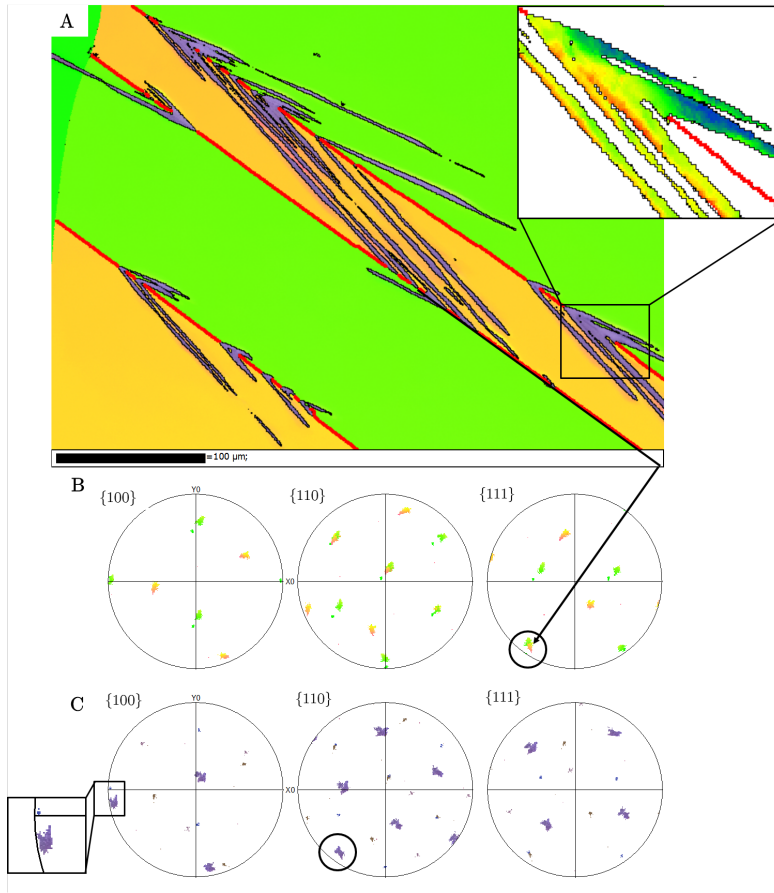 A
=100 μm;
B
{100}
Y0
{110}
X0
{111}
C
{100}
Y0
{110}
X0
{111}